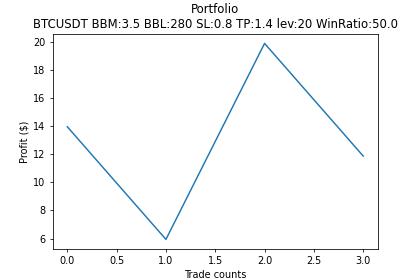 Portfolio
BTCUSDT BBM:3.5 BBL:280 SL:0.8 TP:1.4 lev:20 WinRatio:50.0
20
18
16
14
12
10
8
6
Profit ($)
0.0 0.5 1.0 1.5 2.0 2.5 3.0
Trade counts